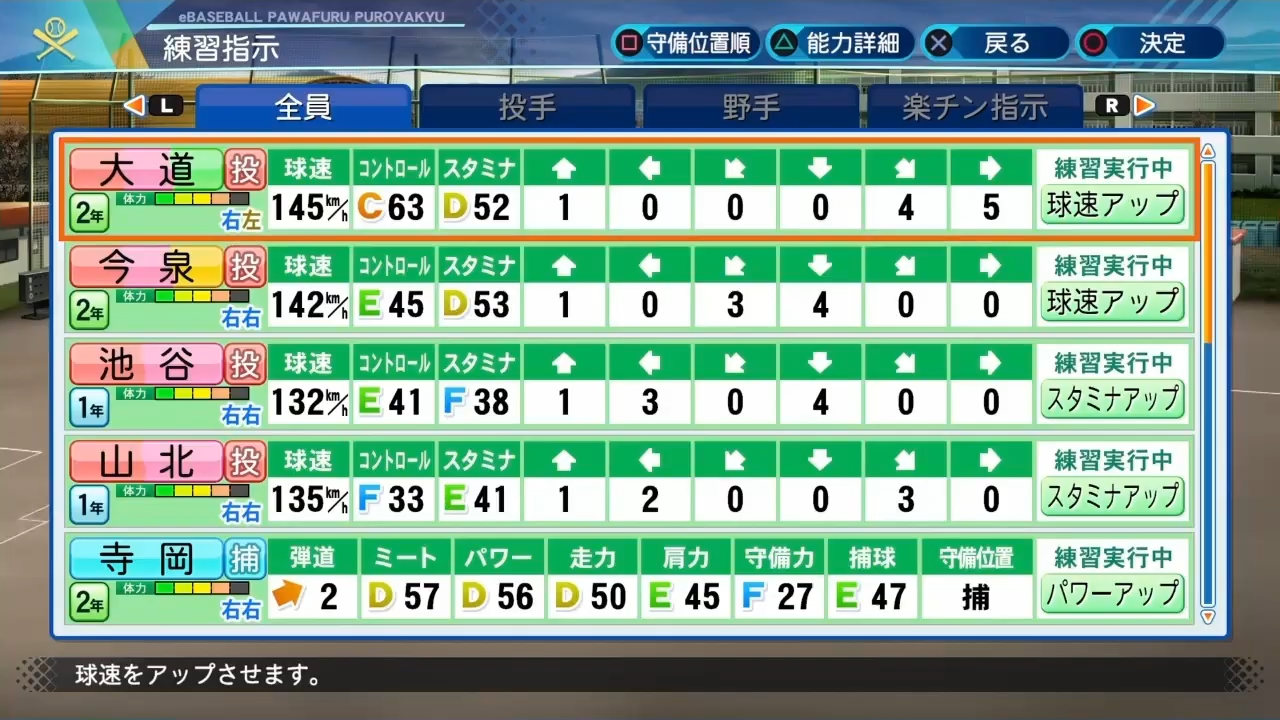 eBASEBALL PAWAFURU PUROYAKYU
練習指示
守備位置順 能力詳細 戻る 決定
L 全員 投手 野手 楽チン指示 R
大道 投 球速 コントロール スタミナ 練習実行中
2年 体力 右左 145km/h C63 D52 1 0 0 0 4 5 球速アップ
今泉 投 球速 コントロール スタミナ 練習実行中
2年 体力 右右 142km/h E45 D53 1 0 3 4 0 0 球速アップ
池谷 投 球速 コントロール スタミナ 練習実行中
1年 体力 右右 132km/h E41 F38 1 3 0 4 0 0 スタミナアップ
山北 投 球速 コントロール スタミナ 練習実行中
1年 体力 右右 135km/h F33 E41 1 2 0 0 3 0 スタミナアップ
寺岡 捕 弾道 ミート パワー 走力 肩力 守備力 捕球 守備位置 練習実行中
2年 体力 右右 2 D57 D56 D50 E45 F27 E47 捕 パワーアップ
球速をアップさせます。